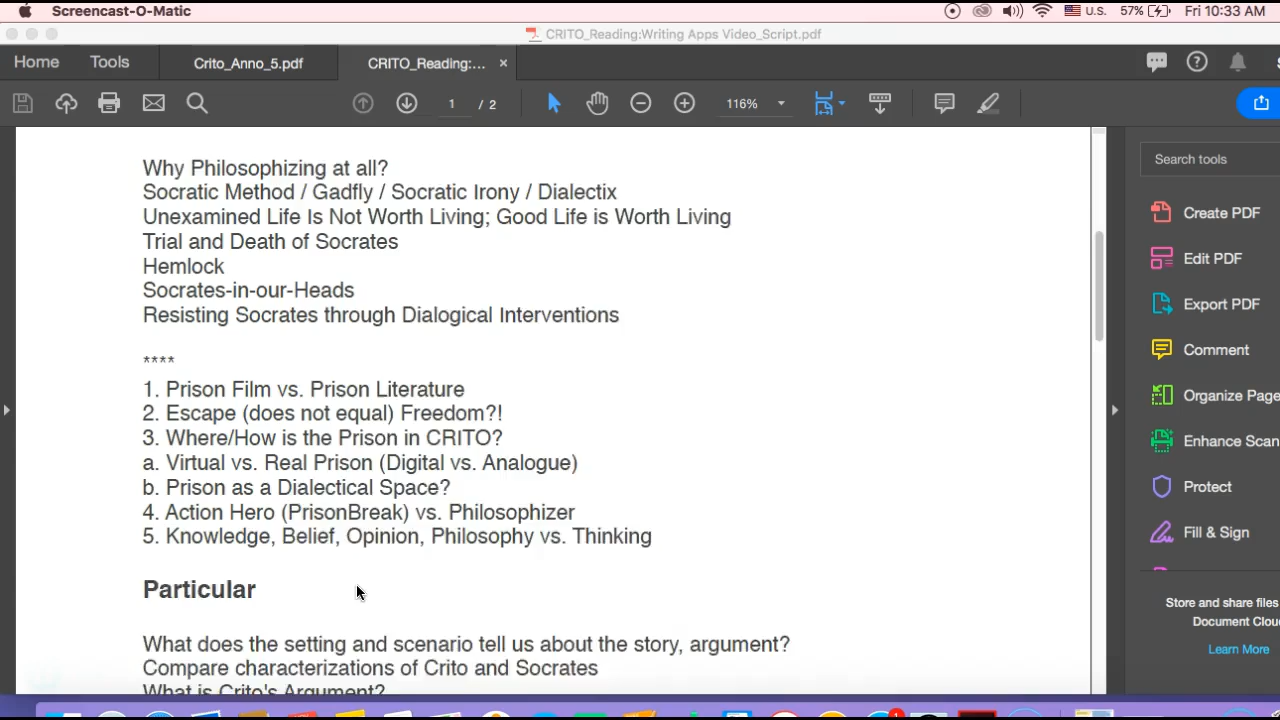 Screencast-O-Matic
U.S. 57% Fri 10:33 AM
CRITO_Reading:Writing Apps Video_Script.pdf
Home Tools Crito_Anno_5.pdf CRITO_Reading:... ×
1 / 2 116%
Search tools
Why Philosophizing at all?
Socratic Method / Gadfly / Socratic Irony / Dialectix
Unexamined Life Is Not Worth Living; Good Life is Worth Living
Trial and Death of Socrates
Hemlock
Socrates-in-our-Heads
Resisting Socrates through Dialogical Interventions
****
1. Prison Film vs. Prison Literature
2. Escape (does not equal) Freedom?!
3. Where/How is the Prison in CRITO?
a. Virtual vs. Real Prison (Digital vs. Analogue)
b. Prison as a Dialectical Space?
4. Action Hero (PrisonBreak) vs. Philosophizer
5. Knowledge, Belief, Opinion, Philosophy vs. Thinking
Particular
What does the setting and scenario tell us about the story, argument?
Compare characterizations of Crito and Socrates
What is Crito's Argument?
Create PDF
Edit PDF
Export PDF
Comment
Organize Page
Enhance Scan
Protect
Fill & Sign
Store and share files
Document Clou
Learn More